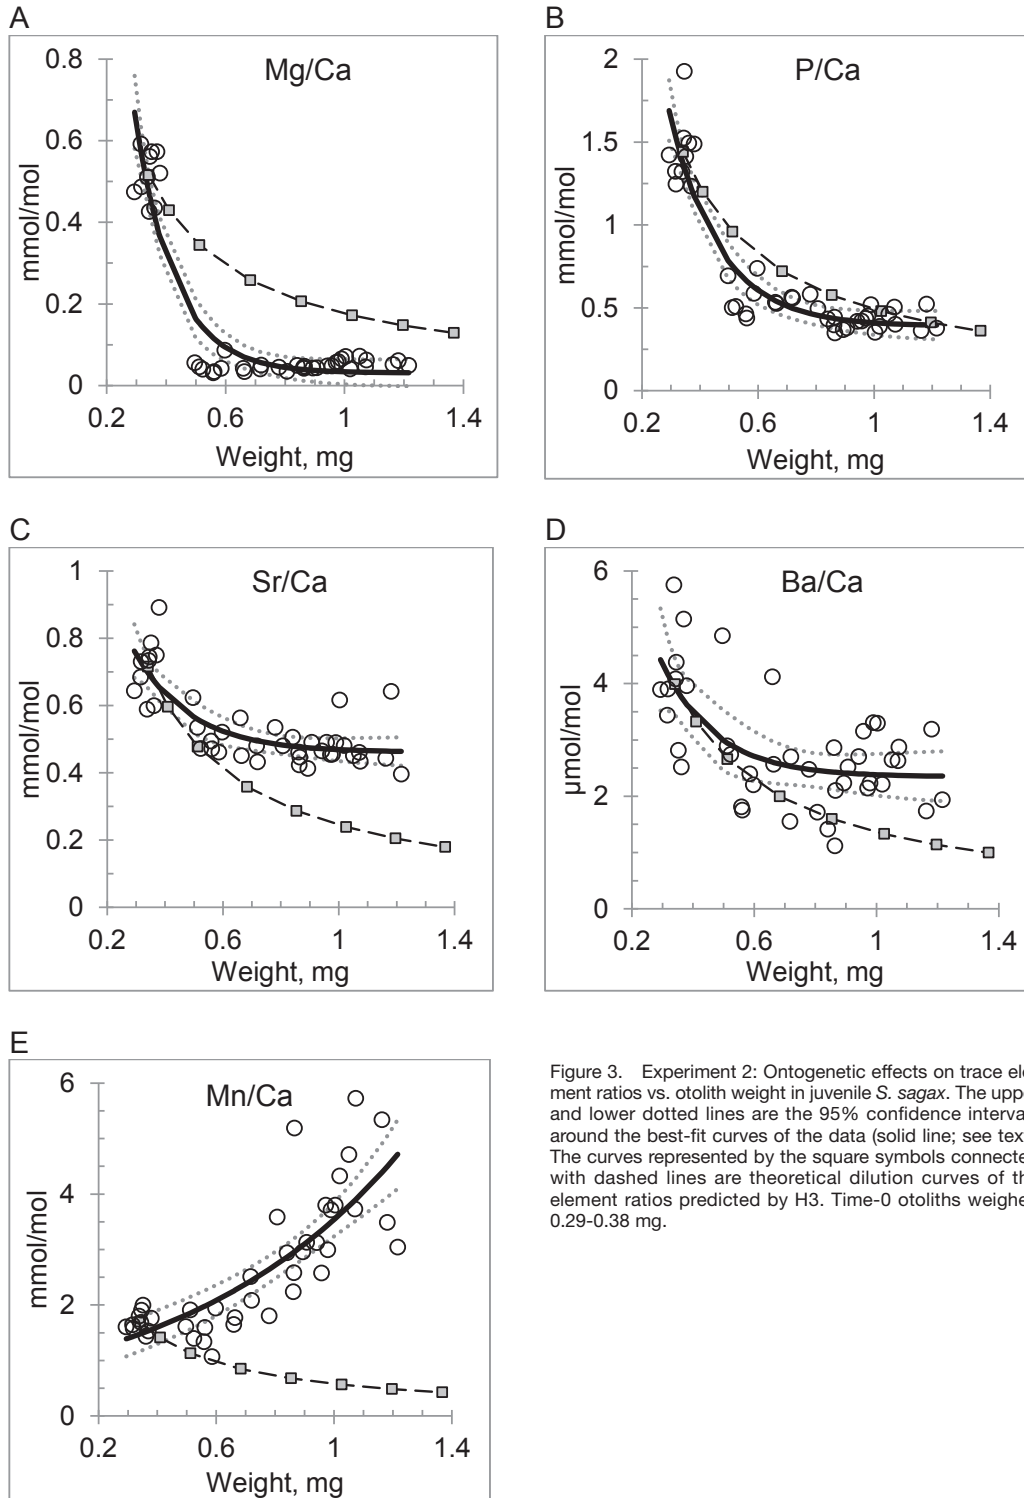 A
Mg/Ca
0.8
0.6
0.4
0.2
0
mmol/mol
0.2 0.6 1 1.4
Weight, mg
B
P/Ca
2
1.5
1
0.5
0
mmol/mol
0.2 0.6 1 1.4
Weight, mg
C
Sr/Ca
1
0.8
0.6
0.4
0.2
0
mmol/mol
0.2 0.6 1 1.4
Weight, mg
D
Ba/Ca
6
4
2
0
µmol/mol
0.2 0.6 1 1.4
Weight, mg
E
Mn/Ca
6
4
2
0
mmol/mol
0.2 0.6 1 1.4
Weight, mg
Figure 3. Experiment 2: Ontogenetic effects on trace ele
ment ratios vs. otolith weight in juvenile S. sagax. The uppe
and lower dotted lines are the 95% confidence interva
around the best-fit curves of the data (solid line; see tex
The curves represented by the square symbols connecte
with dashed lines are theoretical dilution curves of th
element ratios predicted by H3. Time-0 otoliths weighe
0.29-0.38 mg.